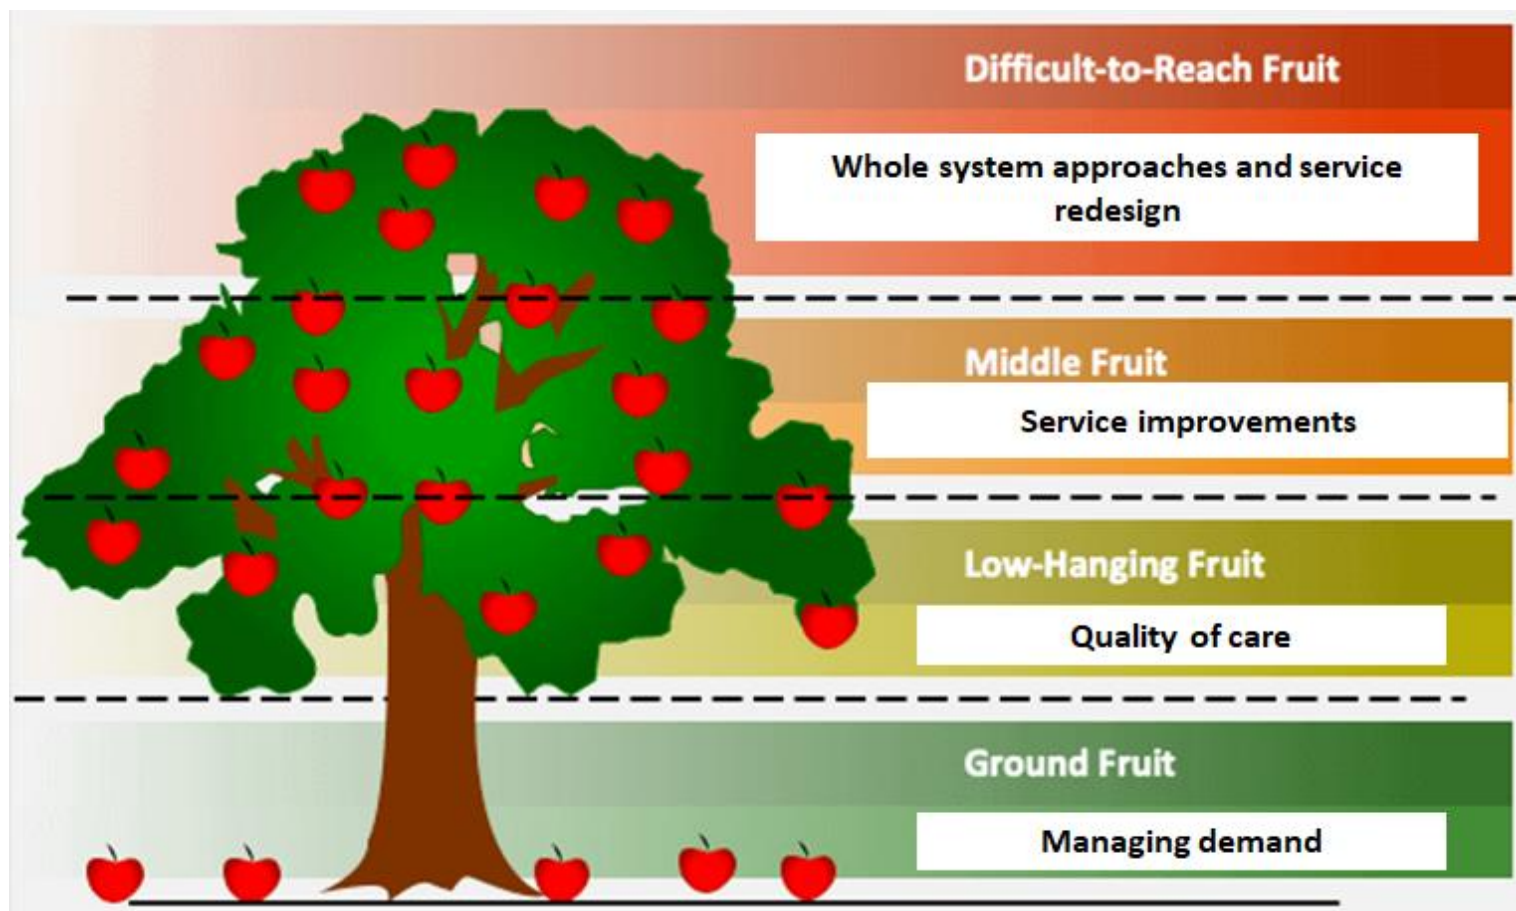 Difficult-to-Reach Fruit
Whole system approaches and service
redesign
Middle Fruit
Service improvements
Low-Hanging Fruit
Quality of care
Ground Fruit
Managing demand